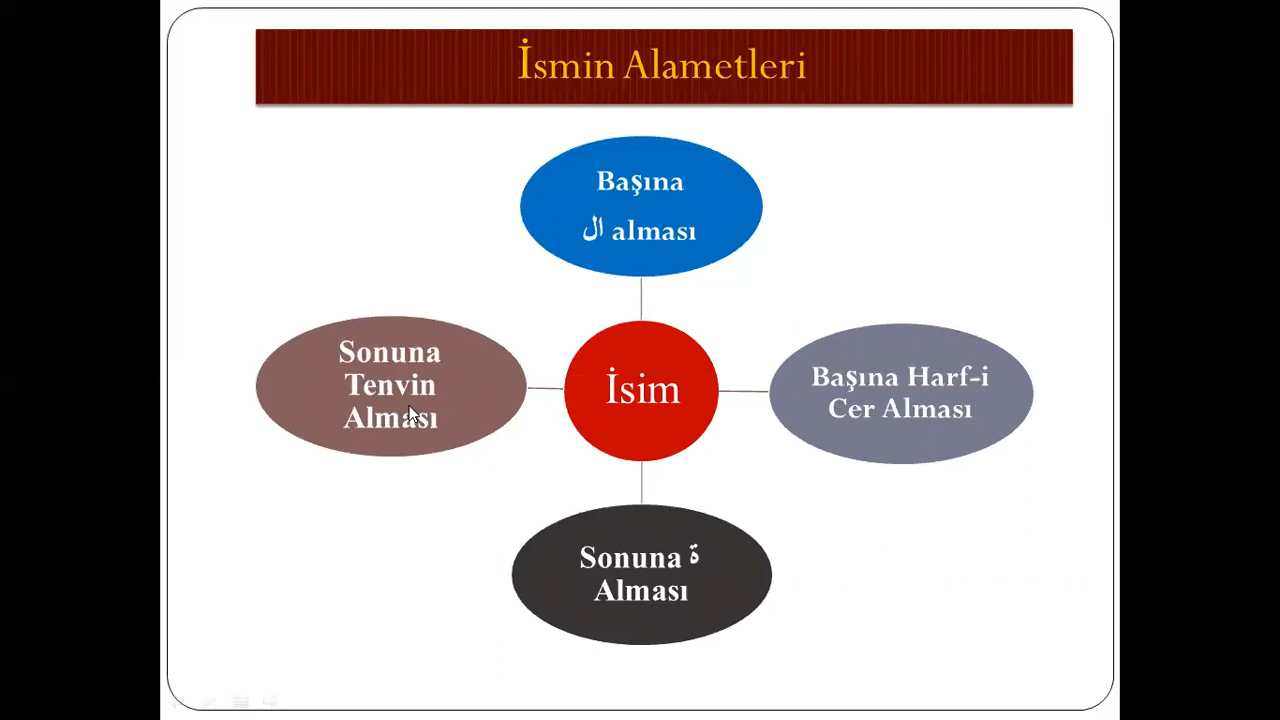 İsmin Alametleri
Başına
ال alması
Sonuna
Tenvin
Alması
İsim
Başına Harf-i
Cer Alması
Sonuna ة
Alması